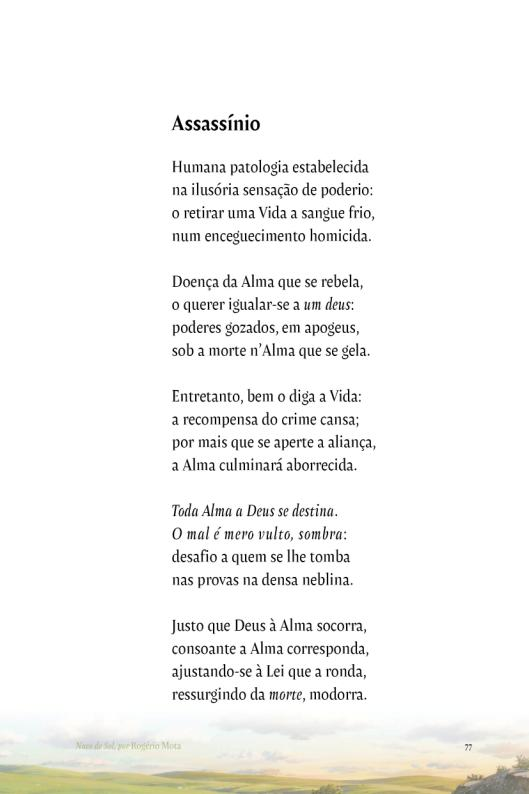 Assassínio
Humana patologia estabelecida
na ilusória sensação de poderio:
o retirar uma Vida a sangue frio,
num enceguecimento homicida.
Doença da Alma que se rebela,
o querer igualar-se a um deus:
poderes gozados, em apogeus,
sob a morte n’Alma que se gela.
Entretanto, bem o diga a Vida:
a recompensa do crime cansa;
por mais que se aperte a aliança,
a Alma culminará aborrecida.
Toda Alma a Deus se destina.
O mal é mero vulto, sombra:
desafio a quem se lhe tomba
nas provas na densa neblina.
Justo que Deus à Alma socorra,
consoante a Alma corresponda,
ajustando-se à Lei que a ronda,
ressurgindo da morte, modorra.
de Sol, por Rogério Mota
77